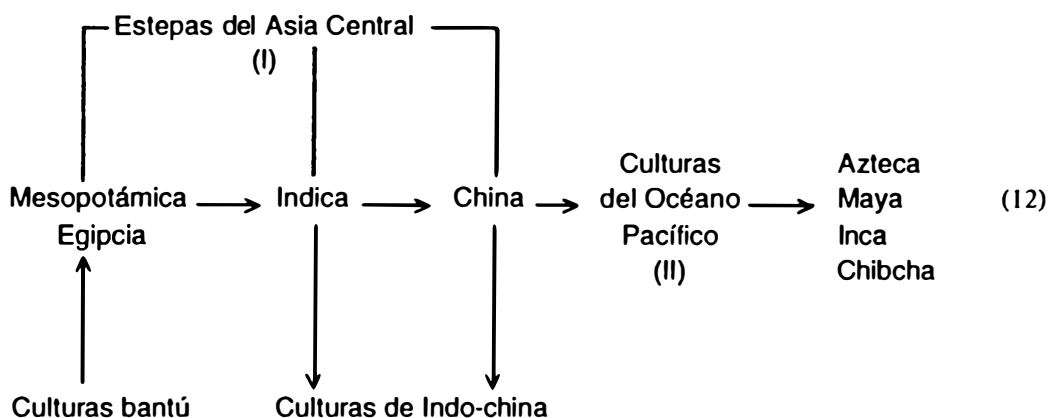 Estepas del Asia Central
(I)
Mesopotámica
Egipcia
Indica
China
Culturas
del Océano
Pacífico
(II)
Azteca
Maya
Inca
Chibcha
(12)
Culturas bantú
Culturas de Indo-china